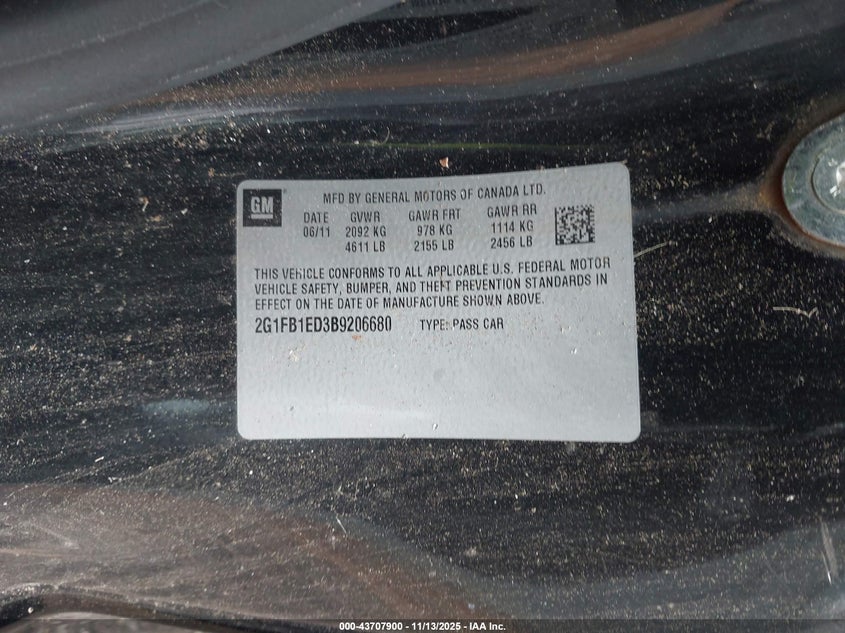 GM
MFD BY GENERAL MOTORS OF CANADA LTD.
DATE GVWR GAWR FRT GAWR RR
06/11 2092 KG 978 KG 1114 KG
4611 LB 2155 LB 2456 LB
THIS VEHICLE CONFORMS TO ALL APPLICABLE U.S. FEDERAL MOTOR
VEHICLE SAFETY, BUMPER, AND THEFT PREVENTION STANDARDS IN
EFFECT ON THE DATE OF MANUFACTURE SHOWN ABOVE.
2G1FB1ED3B9206680 TYPE: PASS CAR
000-43707900 - 11/13/2025 - IAA Inc.